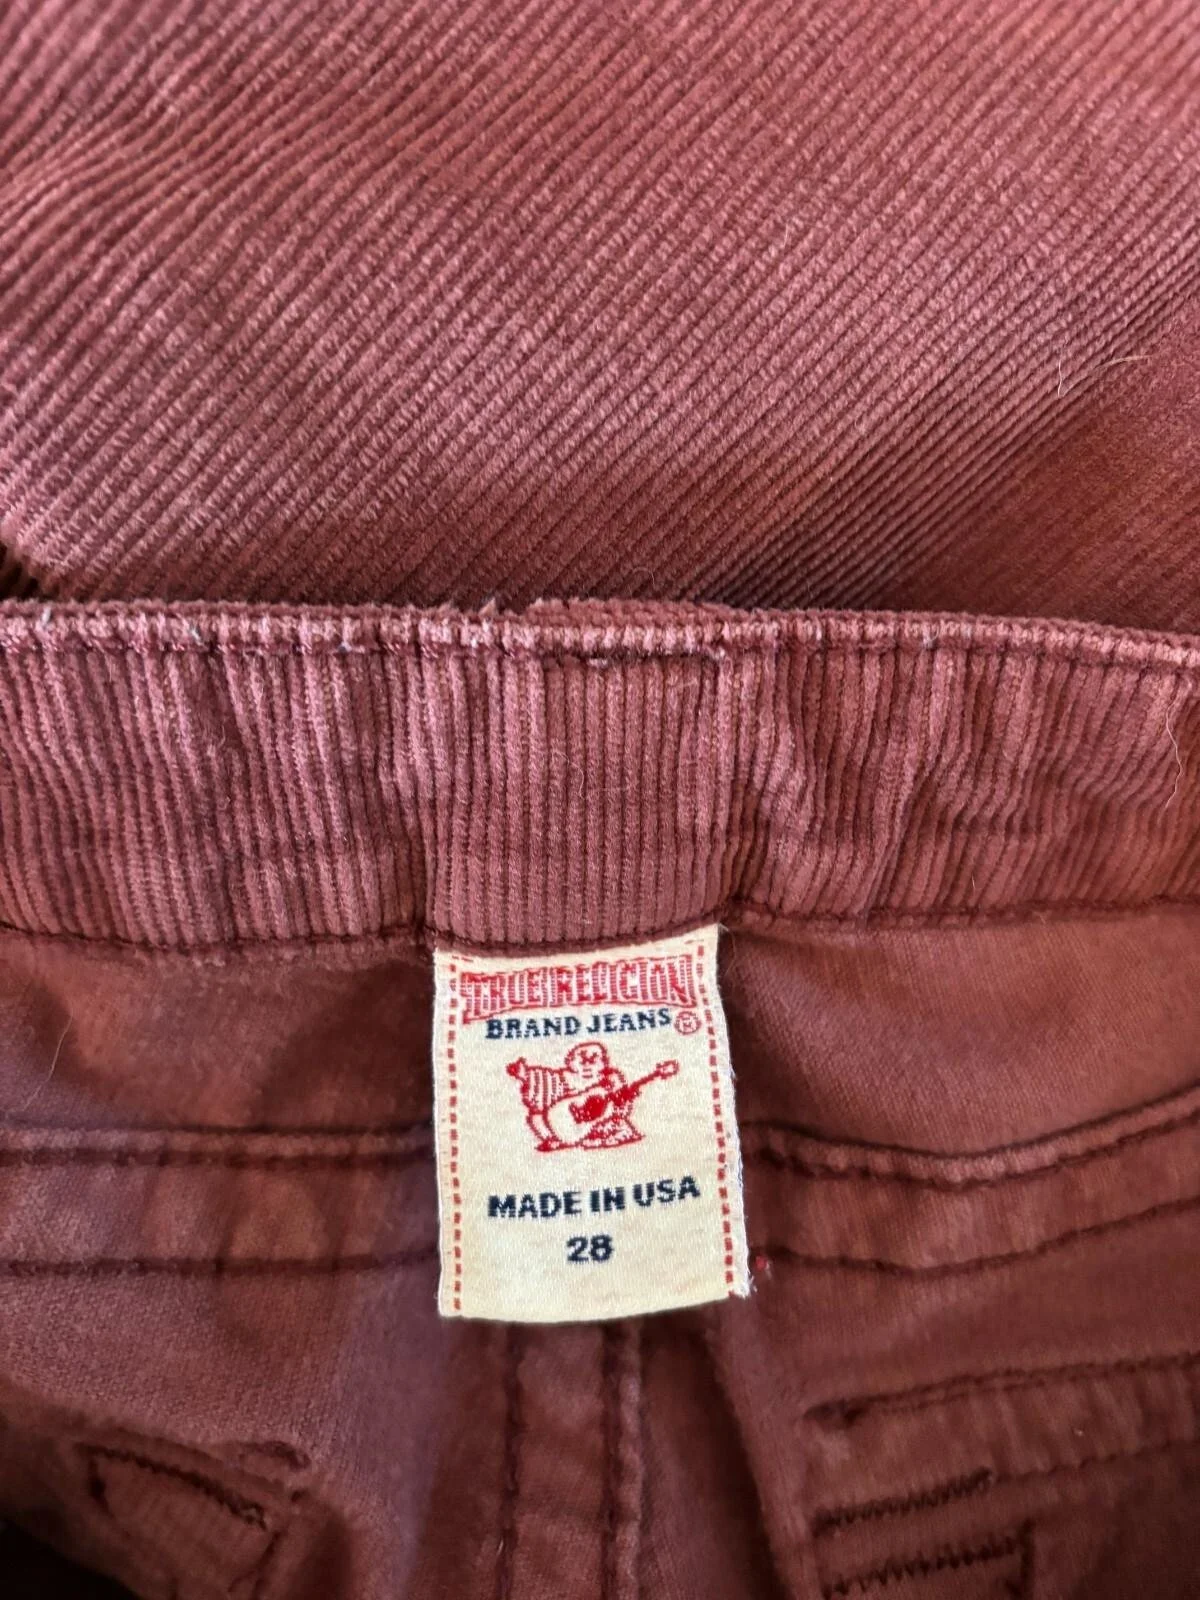 TRUE RELIGION
BRAND JEANS®
MADE IN USA
28